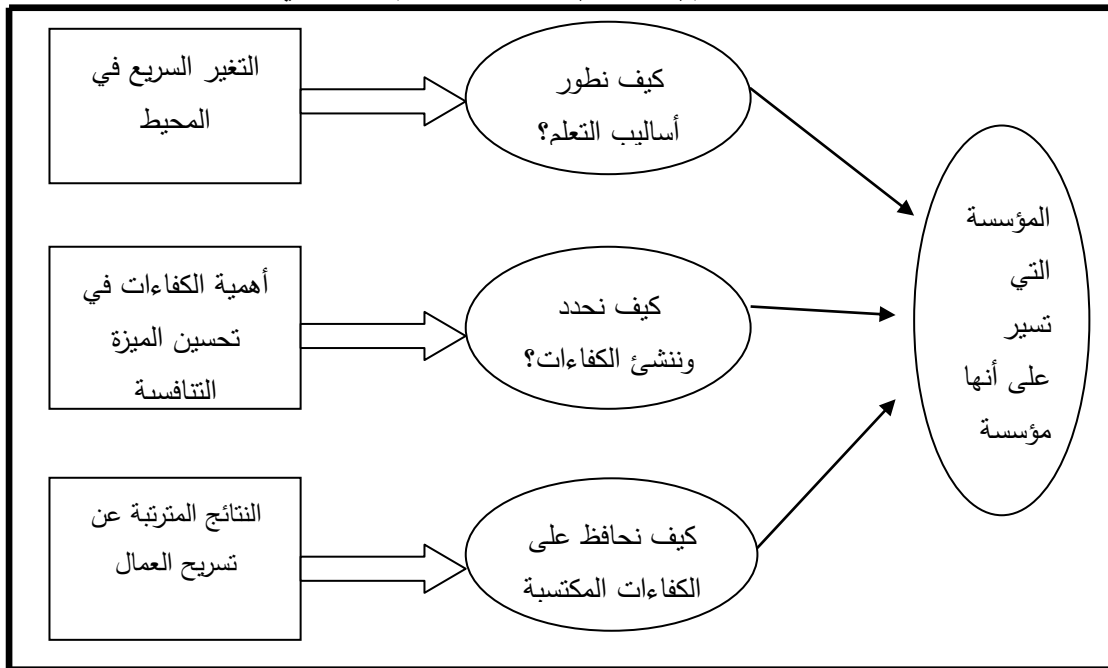 التغير السريع في
المحيط
كيف نطور
أساليب التعلم؟
أهمية الكفاءات في
تحسين الميزة
التنافسية
كيف نحدد
وننشئ الكفاءات؟
النتائج المترتبة عن
تسريح العمال
كيف نحافظ على
الكفاءات المكتسبة
المؤسسة
التي
تسير
على أنها
مؤسسة